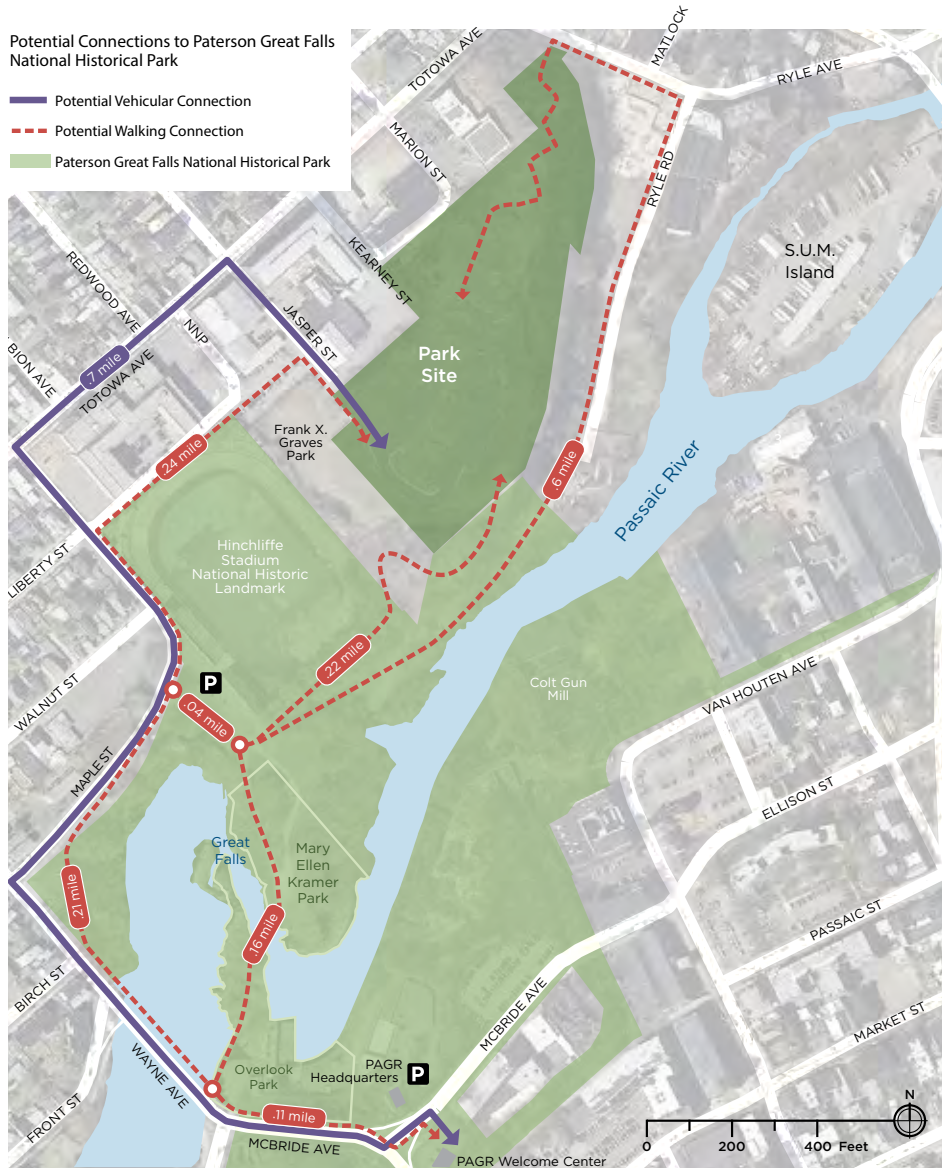 Potential Connections to Paterson Great Falls
National Historical Park
Potential Vehicular Connection
Potential Walking Connection
Paterson Great Falls National Historical Park
TOTOWA AVE
MATLOCK
RYLE AVE
MARION ST
RYLE RD
S.U.M.
Island
REDWOOD AVE
KEARNEY ST
NNP
JASPER ST
BION AVE
.7 mile
TOTOWA AVE
Park
Site
Frank X.
Graves
Park
.24 mile
.6 mile
Passaic River
LIBERTY ST
Hinchliffe
Stadium
National Historic
Landmark
.22 mile
WALNUT ST
P
.04 mile
Colt Gun
Mill
VAN HOUTEN AVE
MAPLE ST
ELLISON ST
Great
Falls
Mary
Ellen
Kramer
Park
.21 mile
.16 mile
PASSAIC ST
BIRCH ST
MCBRIDE AVE
MARKET ST
WAYNE AVE
Overlook
Park
PAGR
Headquarters
P
FRONT ST
.11 mile
MCBRIDE AVE
PAGR Welcome Center
N
0 200 400 Feet